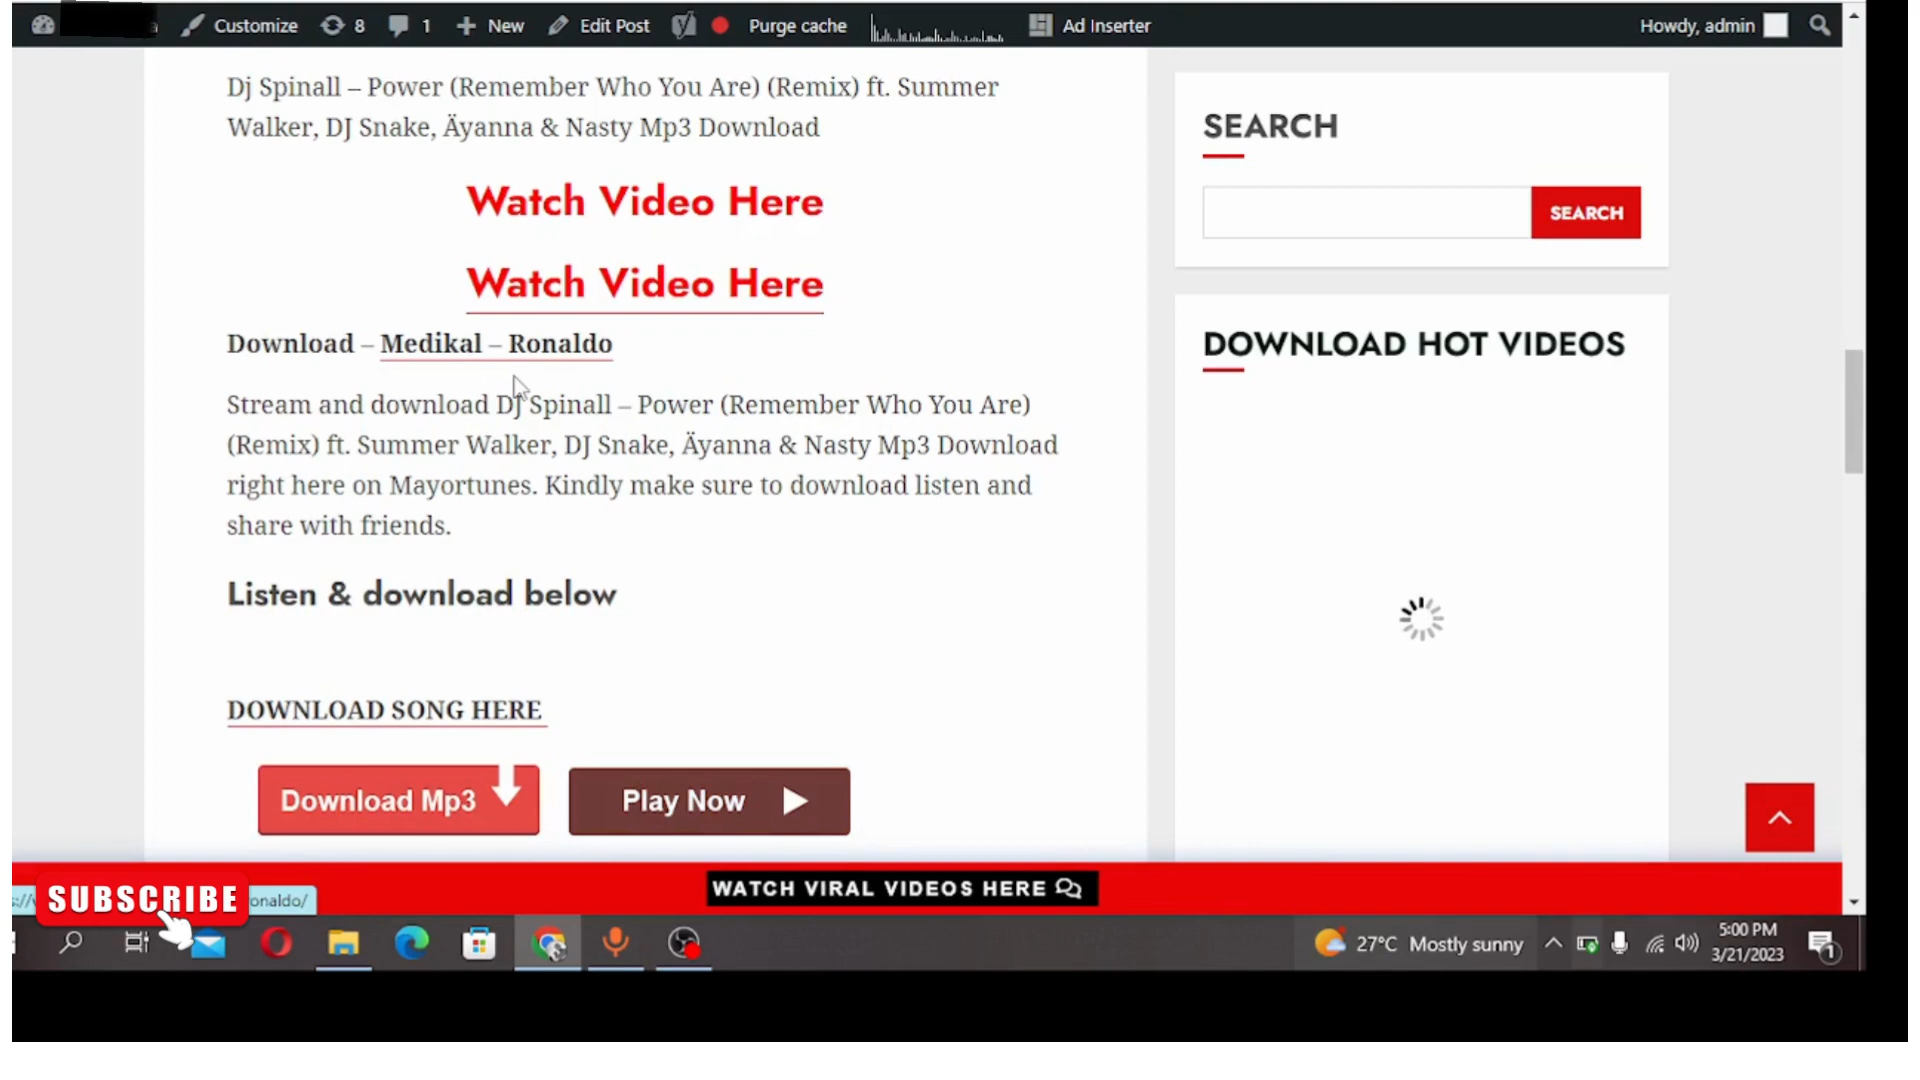 Customize 8 1 New Edit Post Purge cache Ad Inserter Howdy, admin
Dj Spinall – Power (Remember Who You Are) (Remix) ft. Summer
Walker, DJ Snake, Äyanna & Nasty Mp3 Download
Watch Video Here
Watch Video Here
Download – Medikal – Ronaldo
Stream and download DJ Spinall – Power (Remember Who You Are)
(Remix) ft. Summer Walker, DJ Snake, Äyanna & Nasty Mp3 Download
right here on Mayortunes. Kindly make sure to download listen and
share with friends.
Listen & download below
DOWNLOAD SONG HERE
Download Mp3 Play Now
SEARCH
SEARCH
DOWNLOAD HOT VIDEOS
WATCH VIRAL VIDEOS HERE
SUBSCRIBE
onaldo/
27°C Mostly sunny
5:00 PM
3/21/2023
1